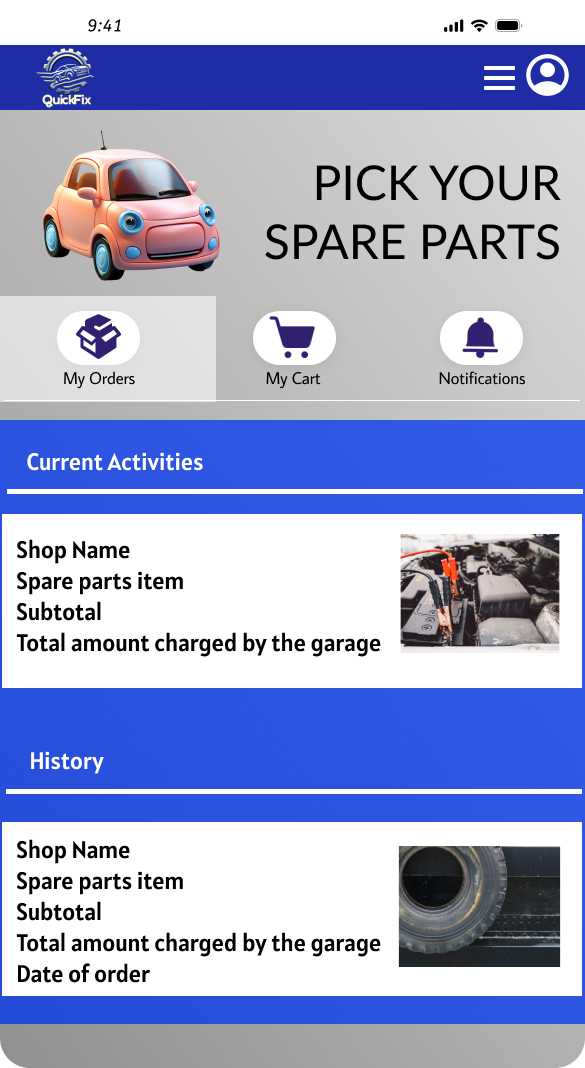 9:41
QuickFix
PICK YOUR
SPARE PARTS
My Orders
My Cart
Notifications
Current Activities
Shop Name
Spare parts item
Subtotal
Total amount charged by the garage
History
Shop Name
Spare parts item
Subtotal
Total amount charged by the garage
Date of order